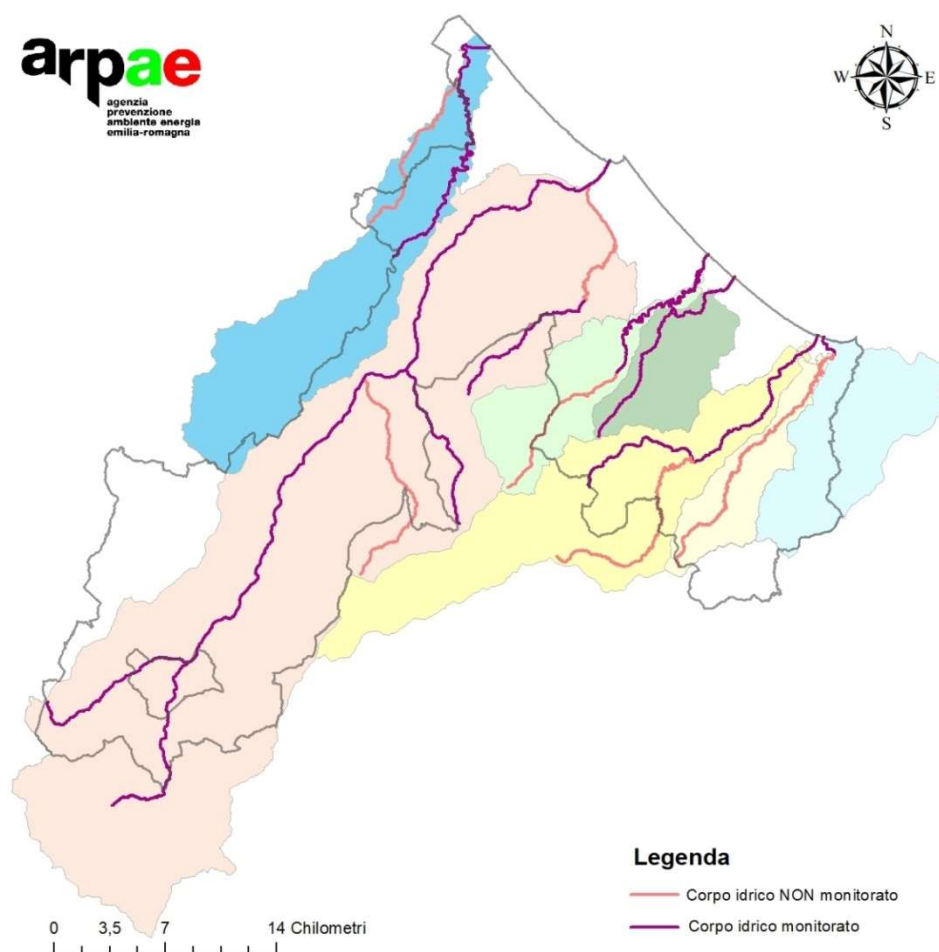 arpae
agenzia
prevenzione
ambiente energia
emilia-romagna
N
W E
S
Legenda
Corpo idrico NON monitorato
Corpo idrico monitorato
0 3,5 7 14 Chilometri